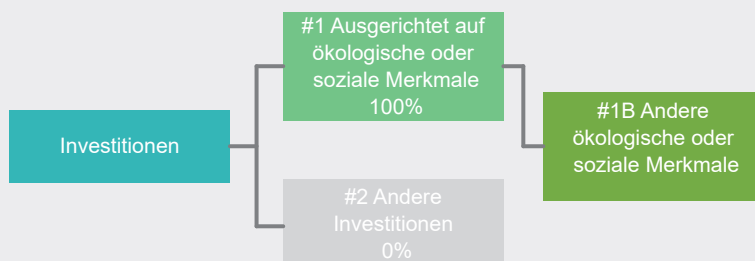 #1 Ausgerichtet auf
ökologische oder
soziale Merkmale
100%
Investitionen
#1B Andere
ökologische oder
soziale Merkmale
#2 Andere
Investitionen
0%